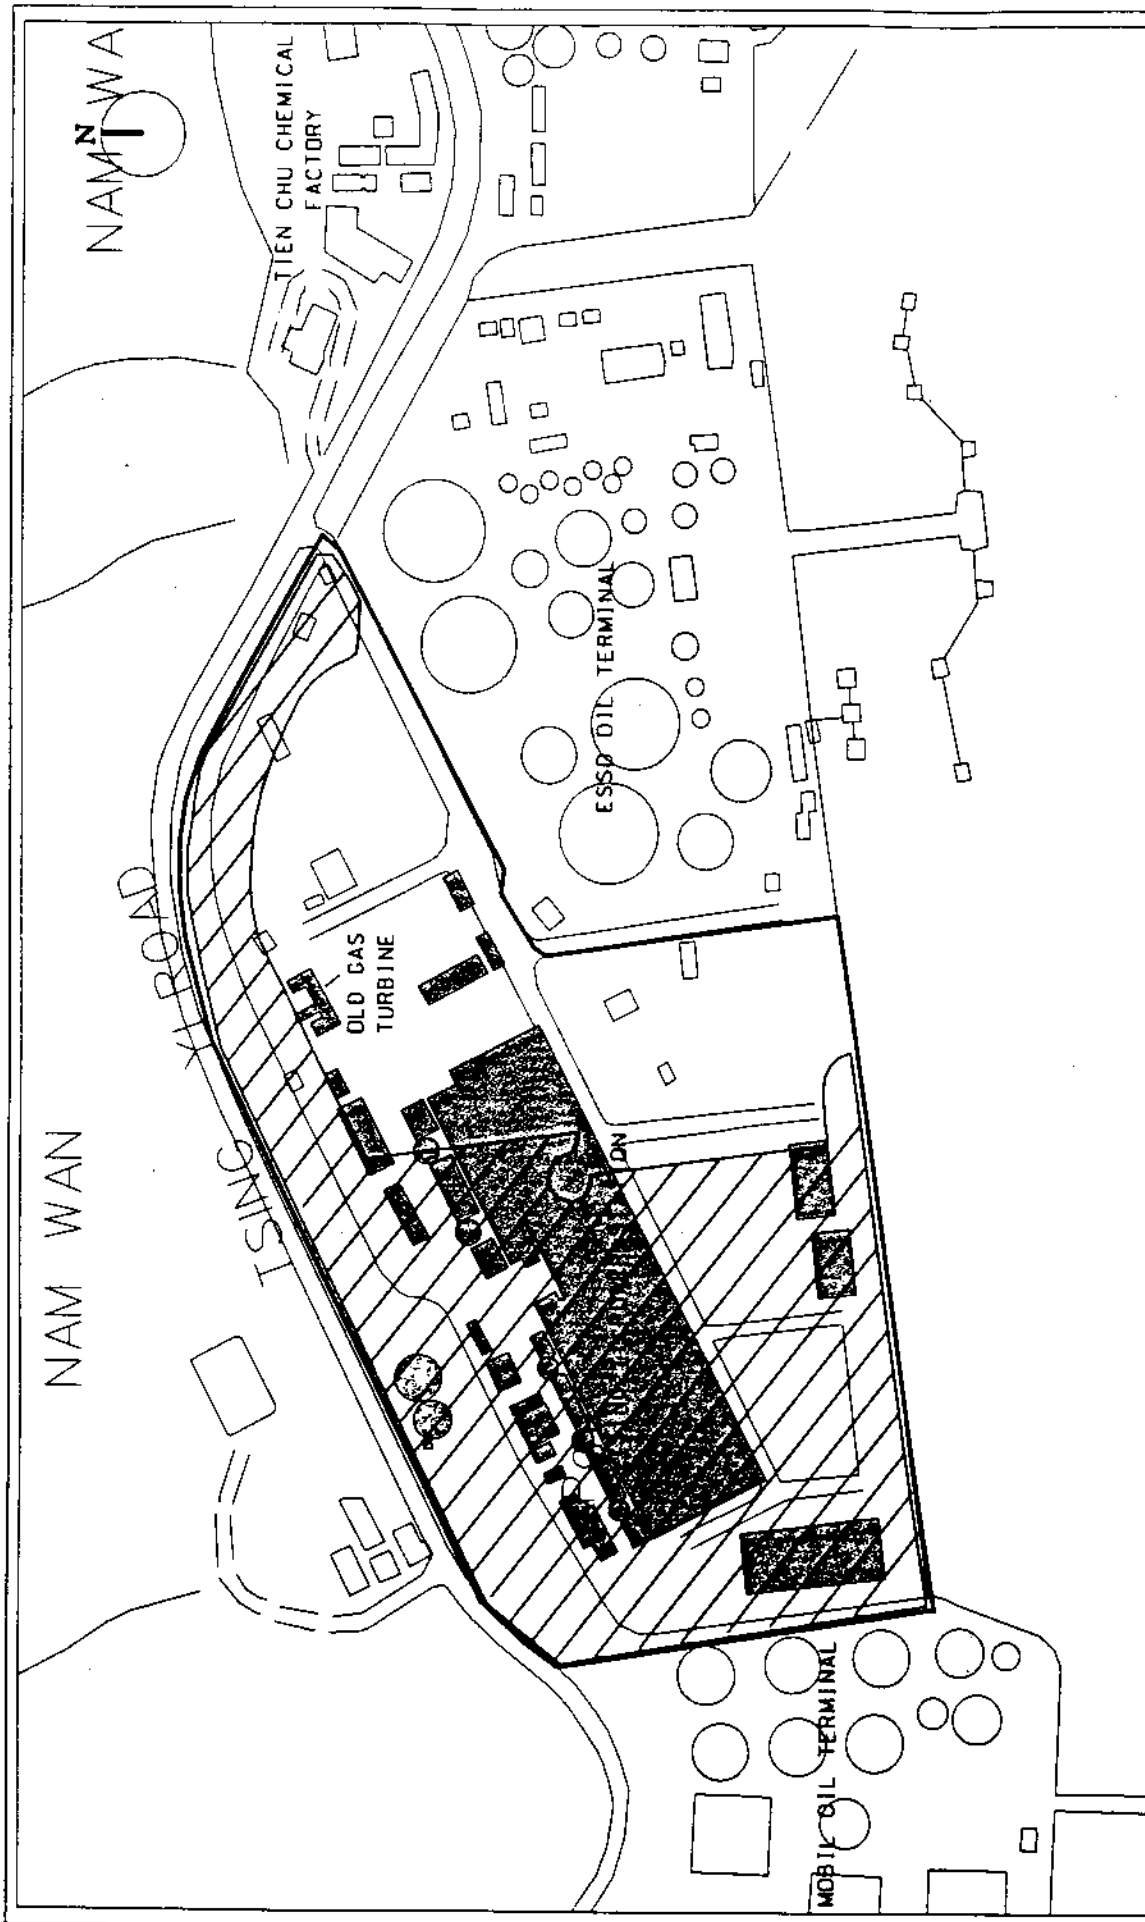 NAM WAN
TSING YI ROAD
OLD GAS
TURBINE
MOBIL OIL TERMINAL
ESSO OIL TERMINAL
TIEN CHU CHEMICAL
FACTORY
NAM WA
N